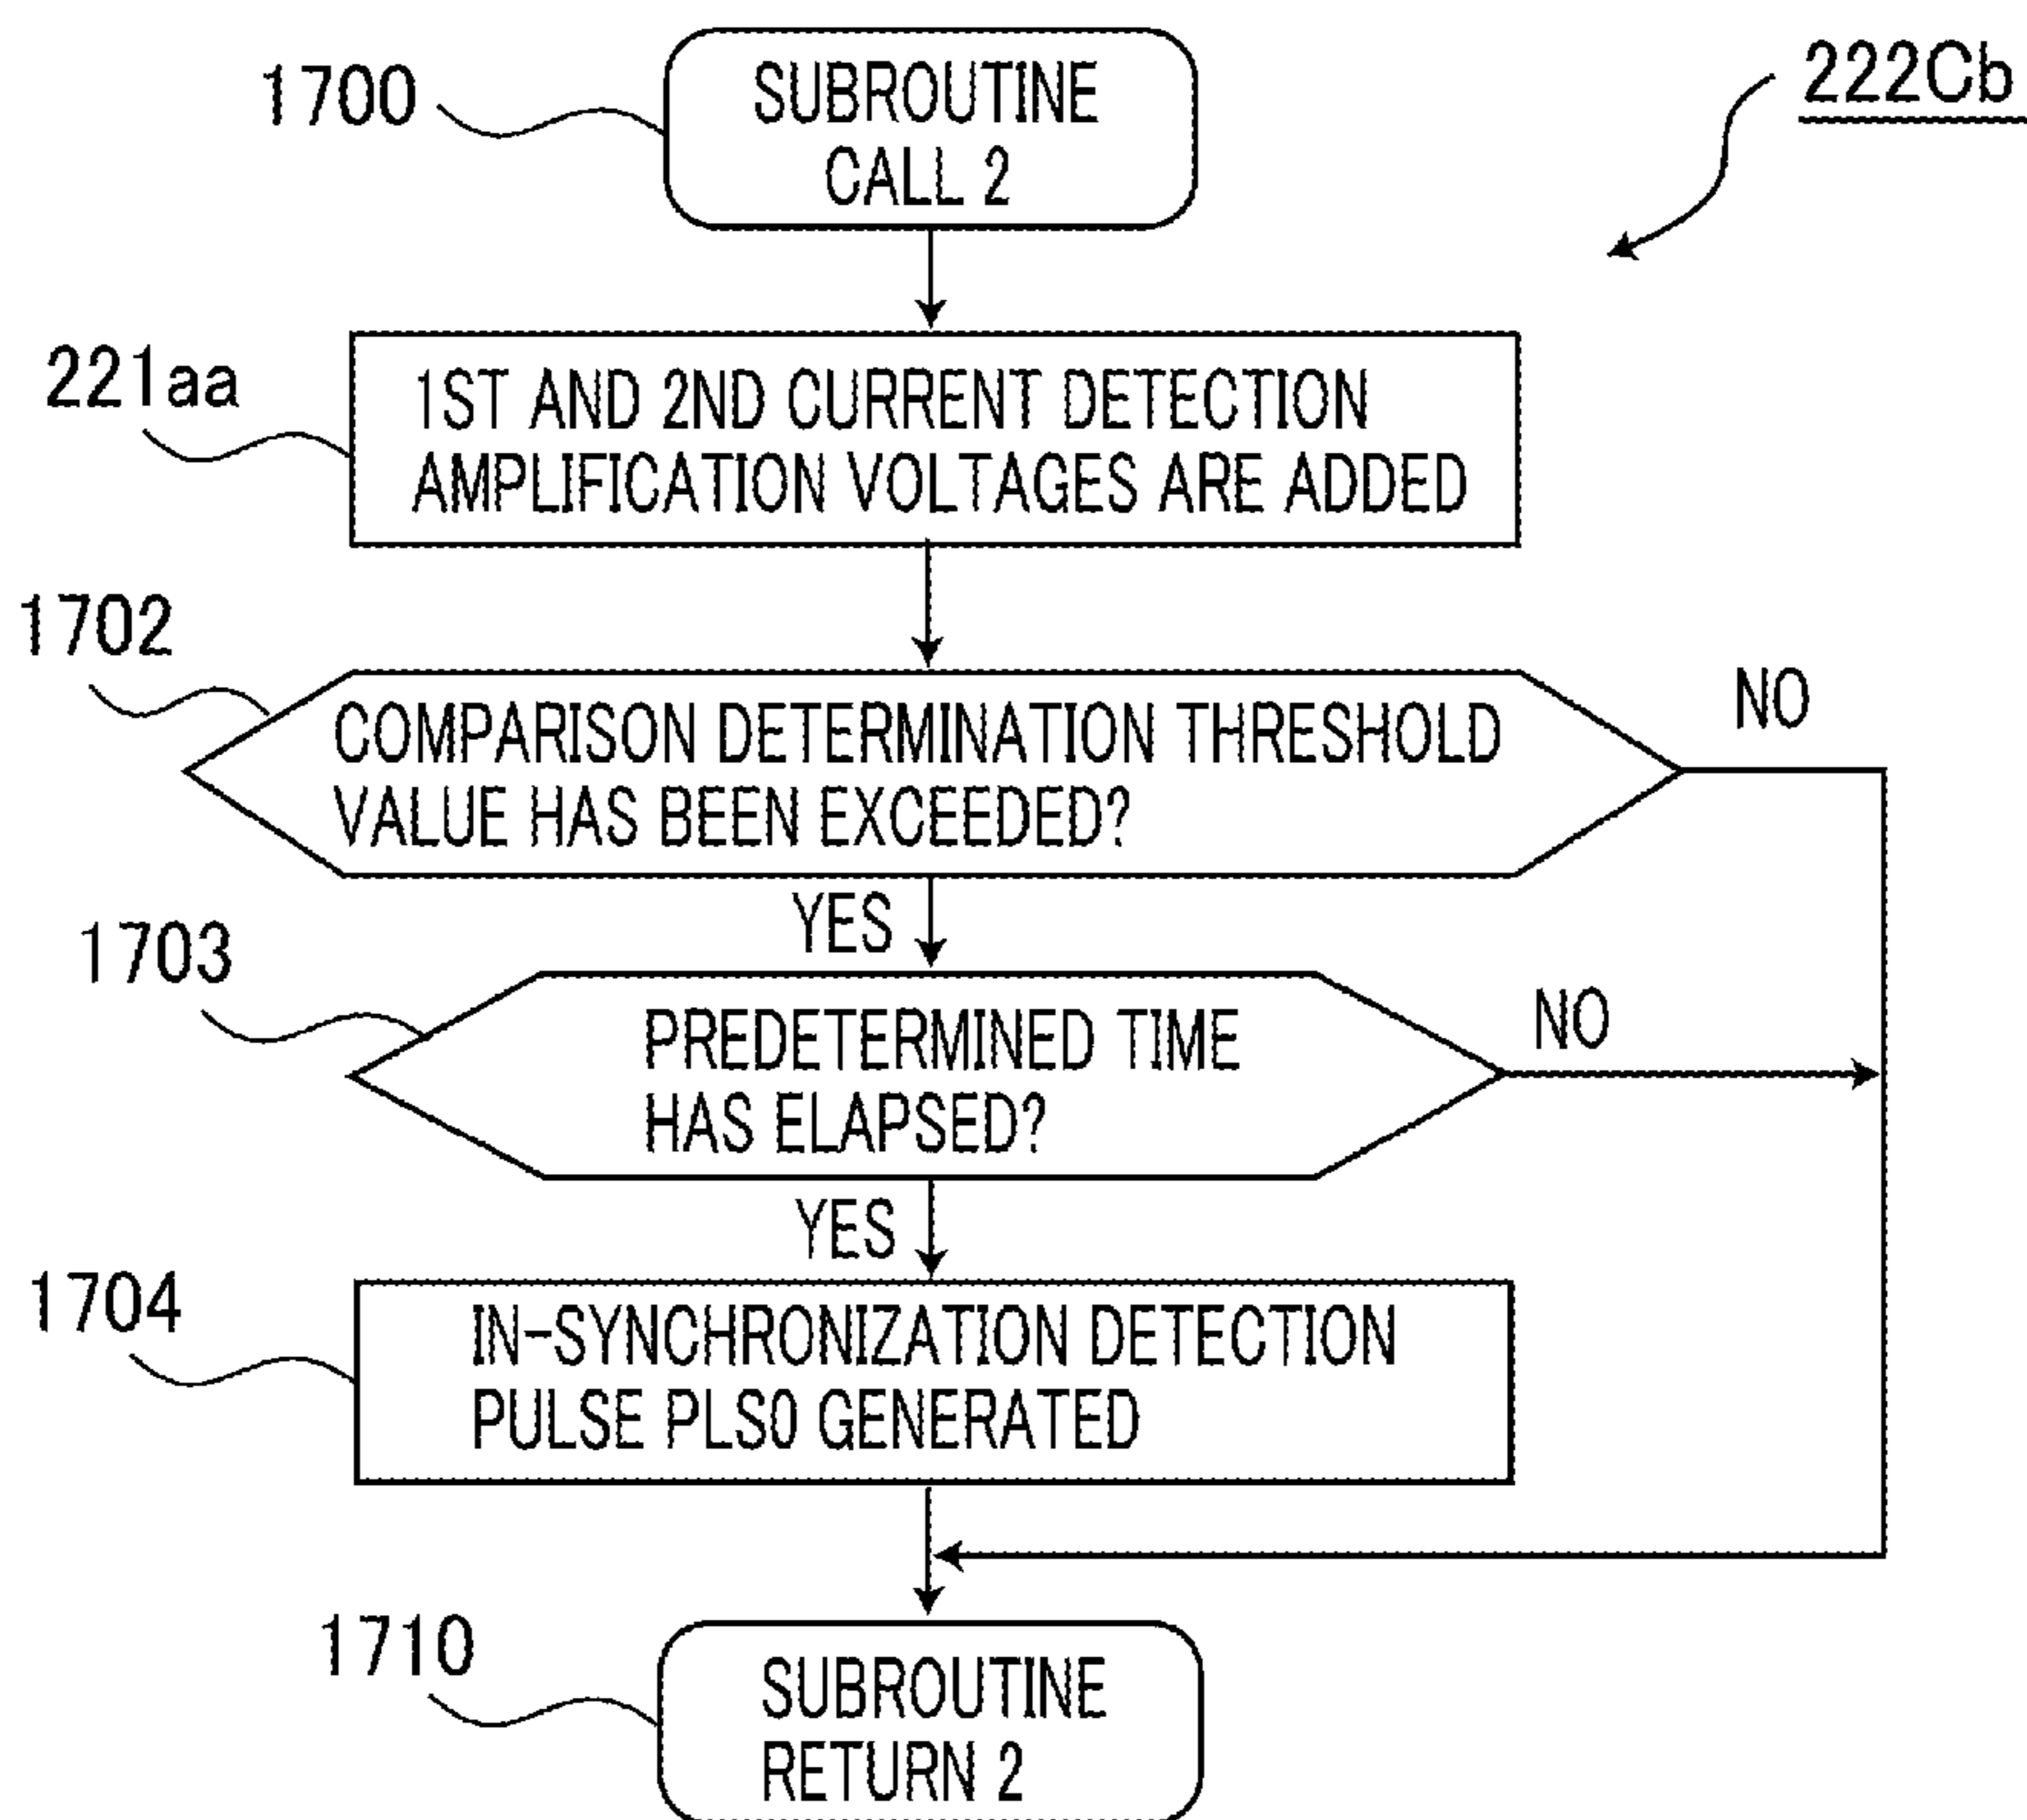 1700
SUBROUTINE
CALL 2
222Cb
221aa
1ST AND 2ND CURRENT DETECTION
AMPLIFICATION VOLTAGES ARE ADDED
1702
COMPARISON DETERMINATION THRESHOLD
VALUE HAS BEEN EXCEEDED?
NO
YES
1703
PREDETERMINED TIME
HAS ELAPSED?
NO
YES
1704
IN-SYNCHRONIZATION DETECTION
PULSE PLS0 GENERATED
1710
SUBROUTINE
RETURN 2